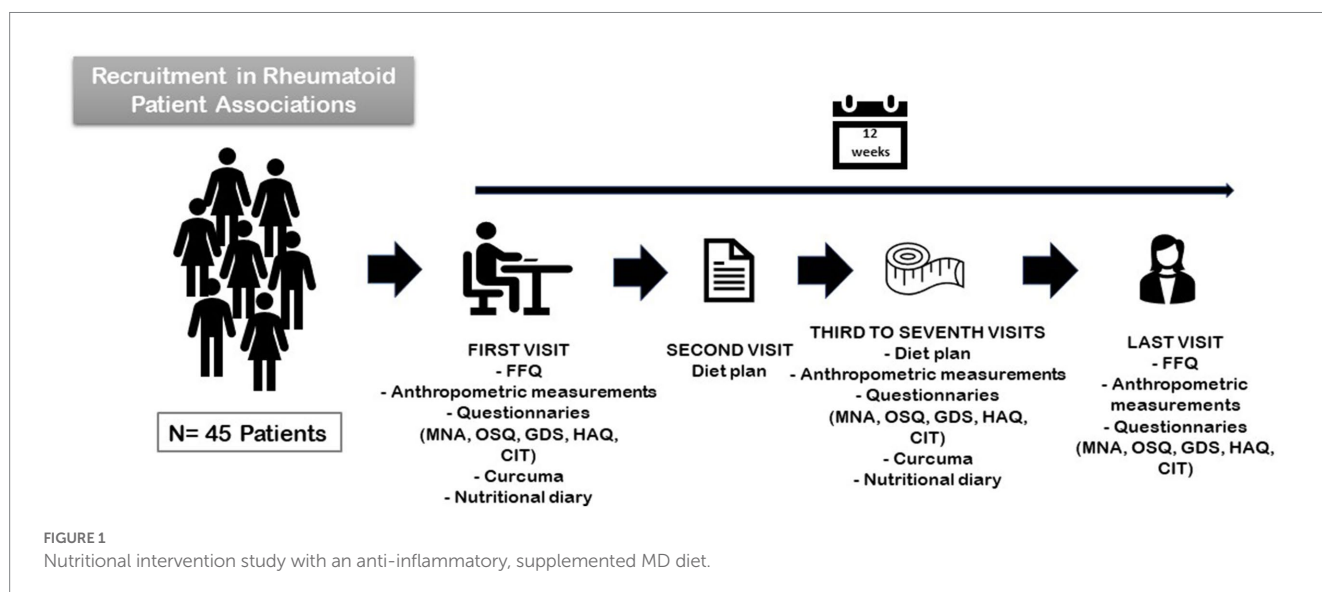 Recruitment in Rheumatoid
Patient Associations
12
weeks
N= 45 Patients
FIRST VISIT
- FFQ
- Anthropometric measurements
- Questionnaries
(MNA, OSQ, GDS, HAQ,
CIT)
- Curcuma
- Nutritional diary
SECOND VISIT
Diet plan
THIRD TO SEVENTH VISITS
- Diet plan
- Anthropometric measurements
- Questionnaries
(MNA, OSQ, GDS, HAQ,
CIT)
- Curcuma
- Nutritional diary
LAST VISIT
- FFQ
- Anthropometric
measurements
- Questionnaries
(MNA, OSQ, GDS, HAQ,
CIT)
FIGURE 1
Nutritional intervention study with an anti-inflammatory, supplemented MD diet.